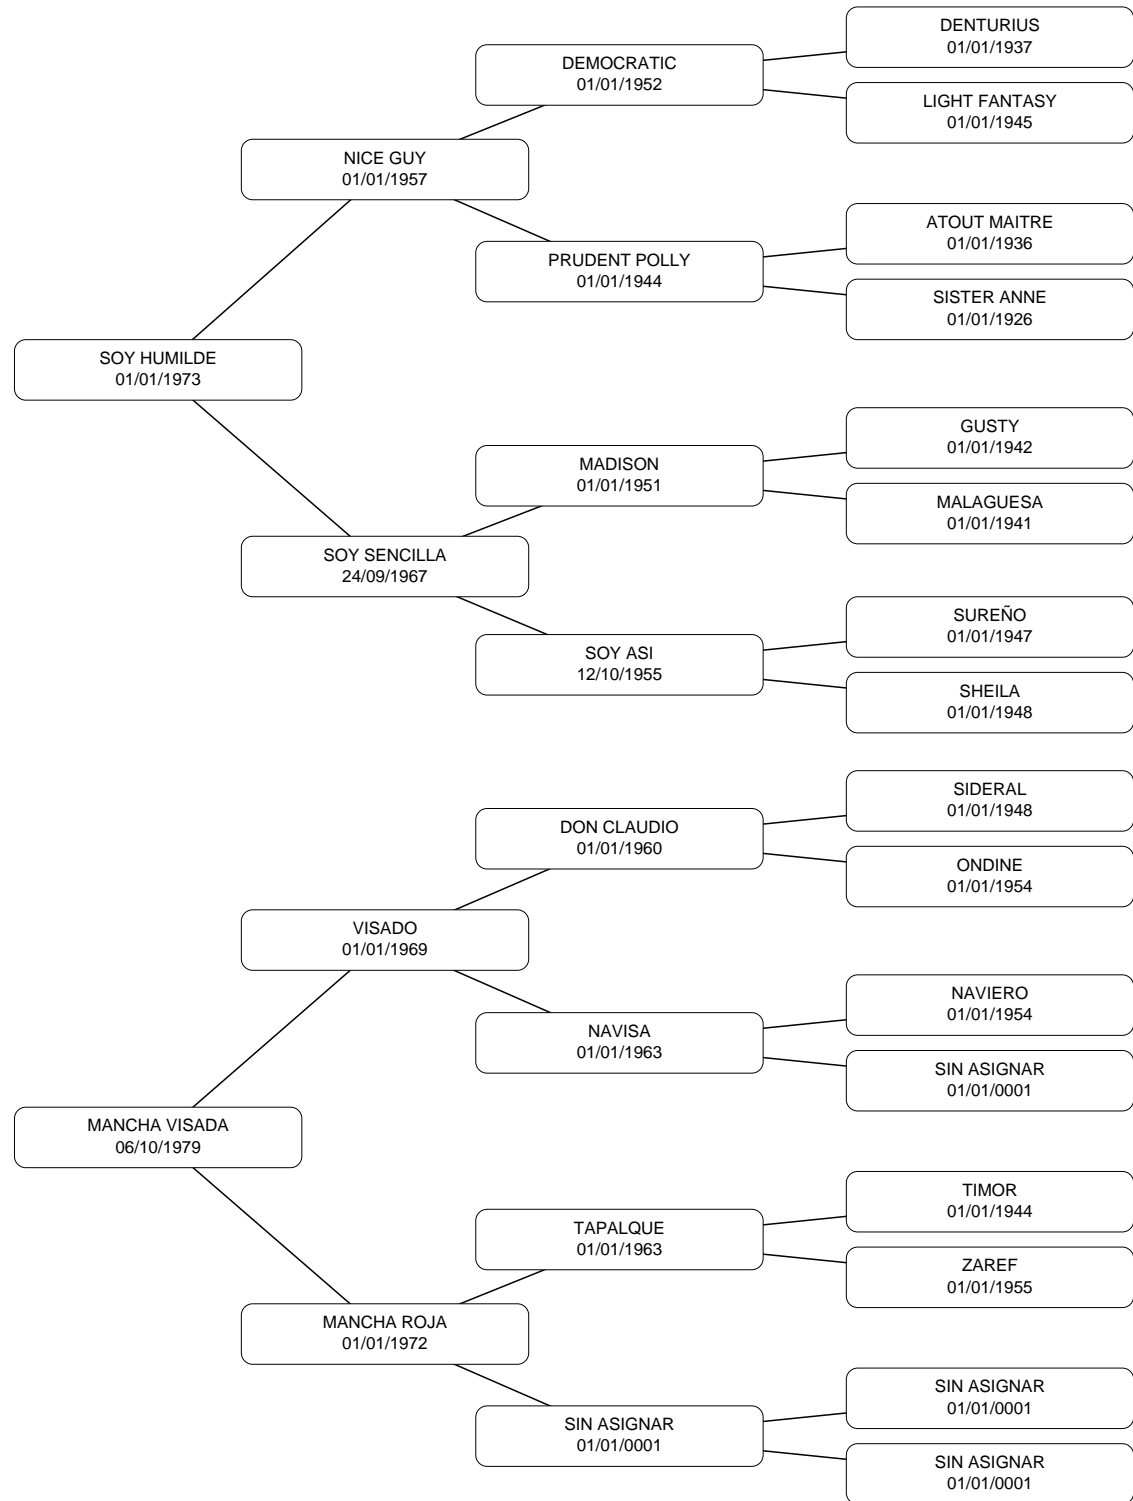 DENTURIUS
01/01/1937
DEMOCRATIC
01/01/1952
LIGHT FANTASY
01/01/1945
NICE GUY
01/01/1957
ATOUT MAITRE
01/01/1936
PRUDENT POLLY
01/01/1944
SISTER ANNE
01/01/1926
SOY HUMILDE
01/01/1973
GUSTY
01/01/1942
MADISON
01/01/1951
MALAGUESA
01/01/1941
SOY SENCILLA
24/09/1967
SUREÑO
01/01/1947
SOY ASI
12/10/1955
SHEILA
01/01/1948
SIDERAL
01/01/1948
DON CLAUDIO
01/01/1960
ONDINE
01/01/1954
VISADO
01/01/1969
NAVIERO
01/01/1954
NAVISA
01/01/1963
SIN ASIGNAR
01/01/0001
MANCHA VISADA
06/10/1979
TIMOR
01/01/1944
TAPALQUE
01/01/1963
ZAREF
01/01/1955
MANCHA ROJA
01/01/1972
SIN ASIGNAR
01/01/0001
SIN ASIGNAR
01/01/0001
SIN ASIGNAR
01/01/0001